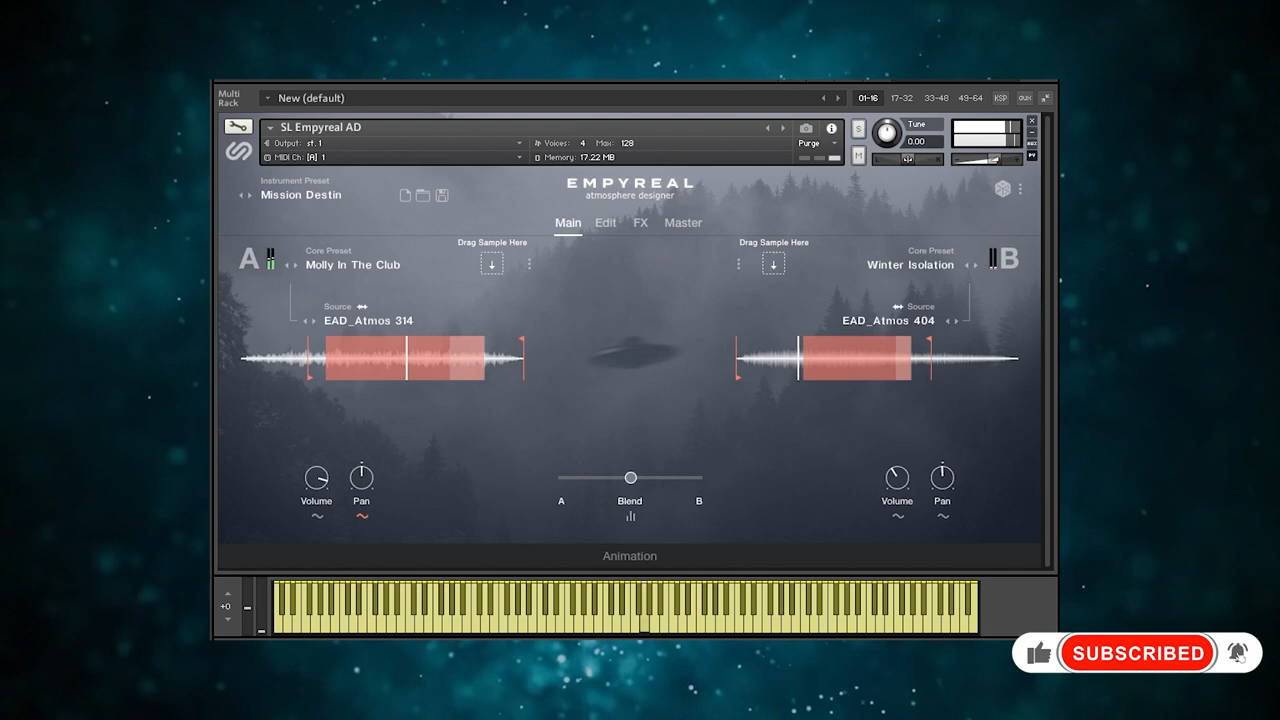 Multi Rack
New (default)
01-16 17-32 33-48 49-64 KSP AUX
SL Empyreal AD
Output: st. 1
Voices: 4 Max: 128
Purge
MIDI Ch: [A] 1
Memory: 17.22 MB
S
M
Tune
0.00
Instrument Preset
Mission Destin
EMPYREAL
atmosphere designer
Main Edit FX Master
Drag Sample Here
Drag Sample Here
A
Core Preset
Molly In The Club
Core Preset
Winter Isolation
B
Source
EAD_Atmos 314
Source
EAD_Atmos 404
Volume Pan
A Blend B
Volume Pan
Animation
+0
SUBSCRIBED